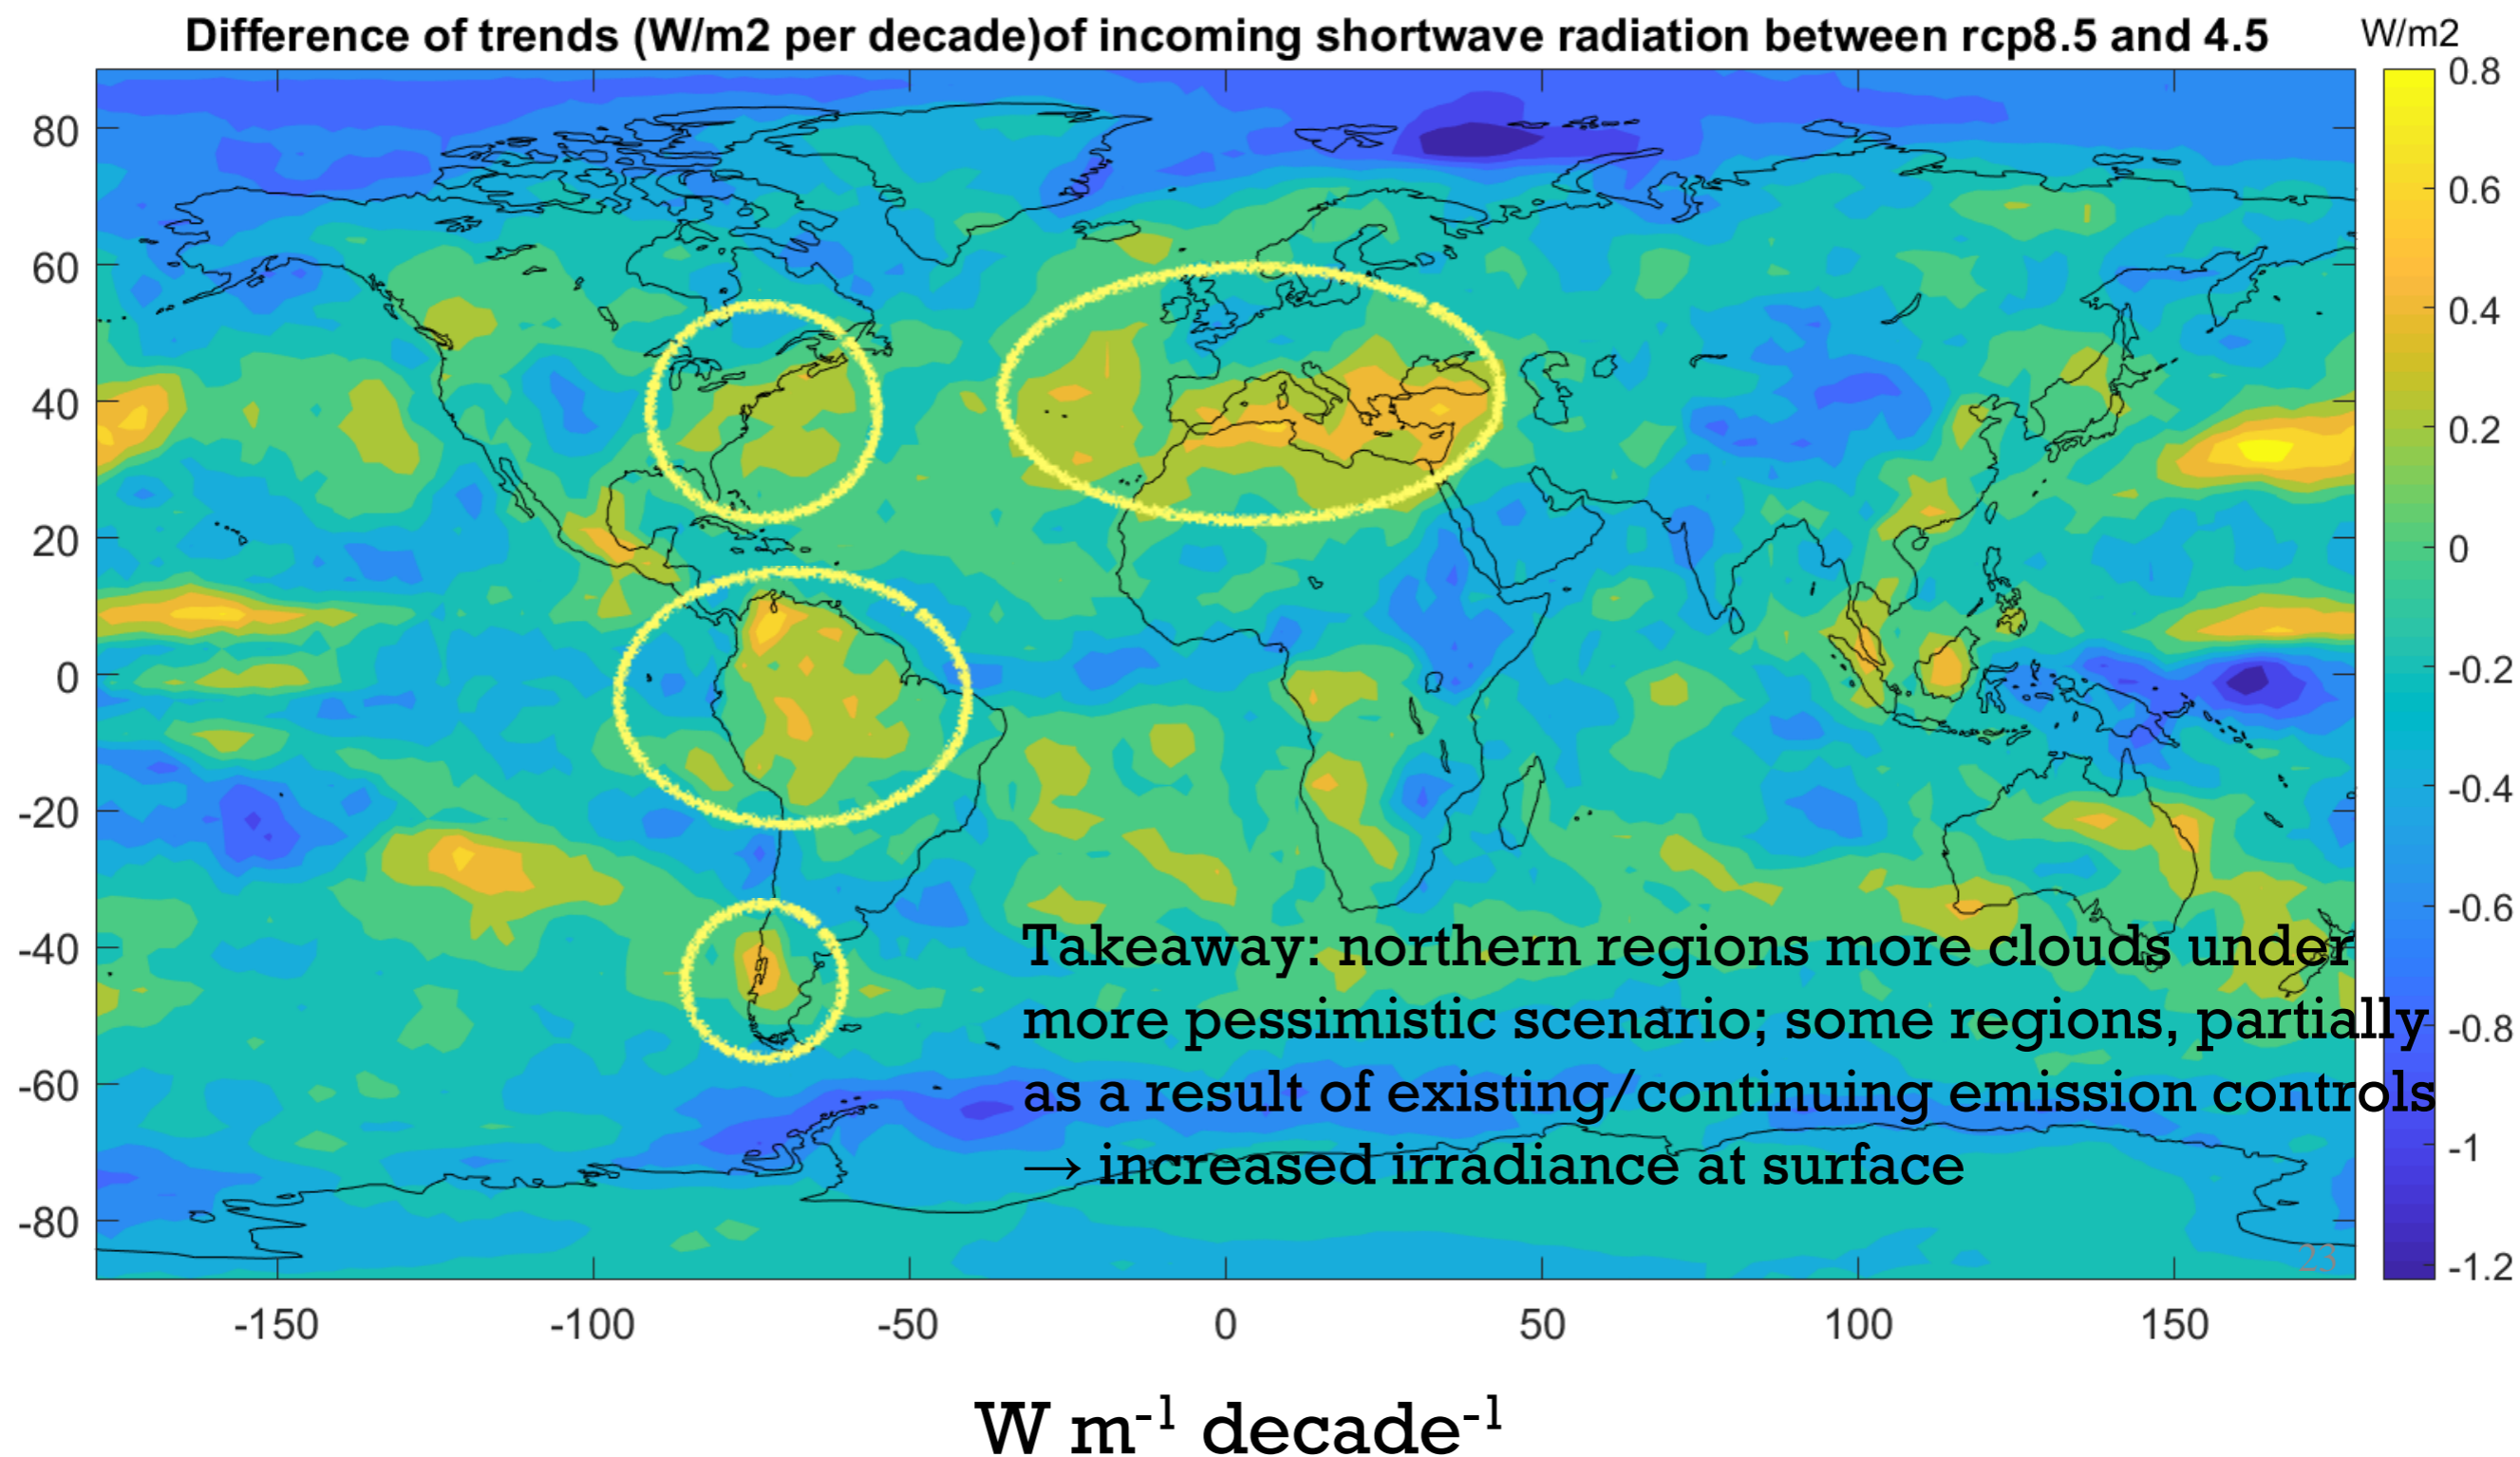 Difference of trends (W/m2 per decade)of incoming shortwave radiation between rcp8.5 and 4.5
W/m2
0.8
0.6
0.4
0.2
0
-0.2
-0.4
-0.6
-0.8
-1
-1.2
80
60
40
20
0
-20
-40
-60
-80
Takeaway: northern regions more clouds under
more pessimistic scenario; some regions, partially
as a result of existing/continuing emission controls
→ increased irradiance at surface
23
-150 -100 -50 0 50 100 150
W m⁻¹ decade⁻¹